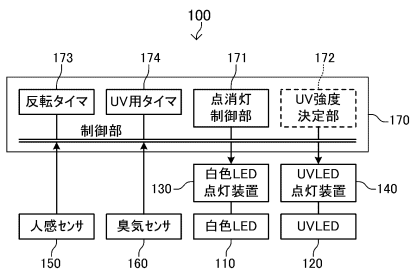 100
173
174
171
172
反転タイマ
UV用タイマ
点消灯
制御部
UV強度
決定部
170
制御部
130
白色LED
点灯装置
UVLED
点灯装置
140
人感センサ
臭気センサ
白色LED
UVLED
150
160
110
120